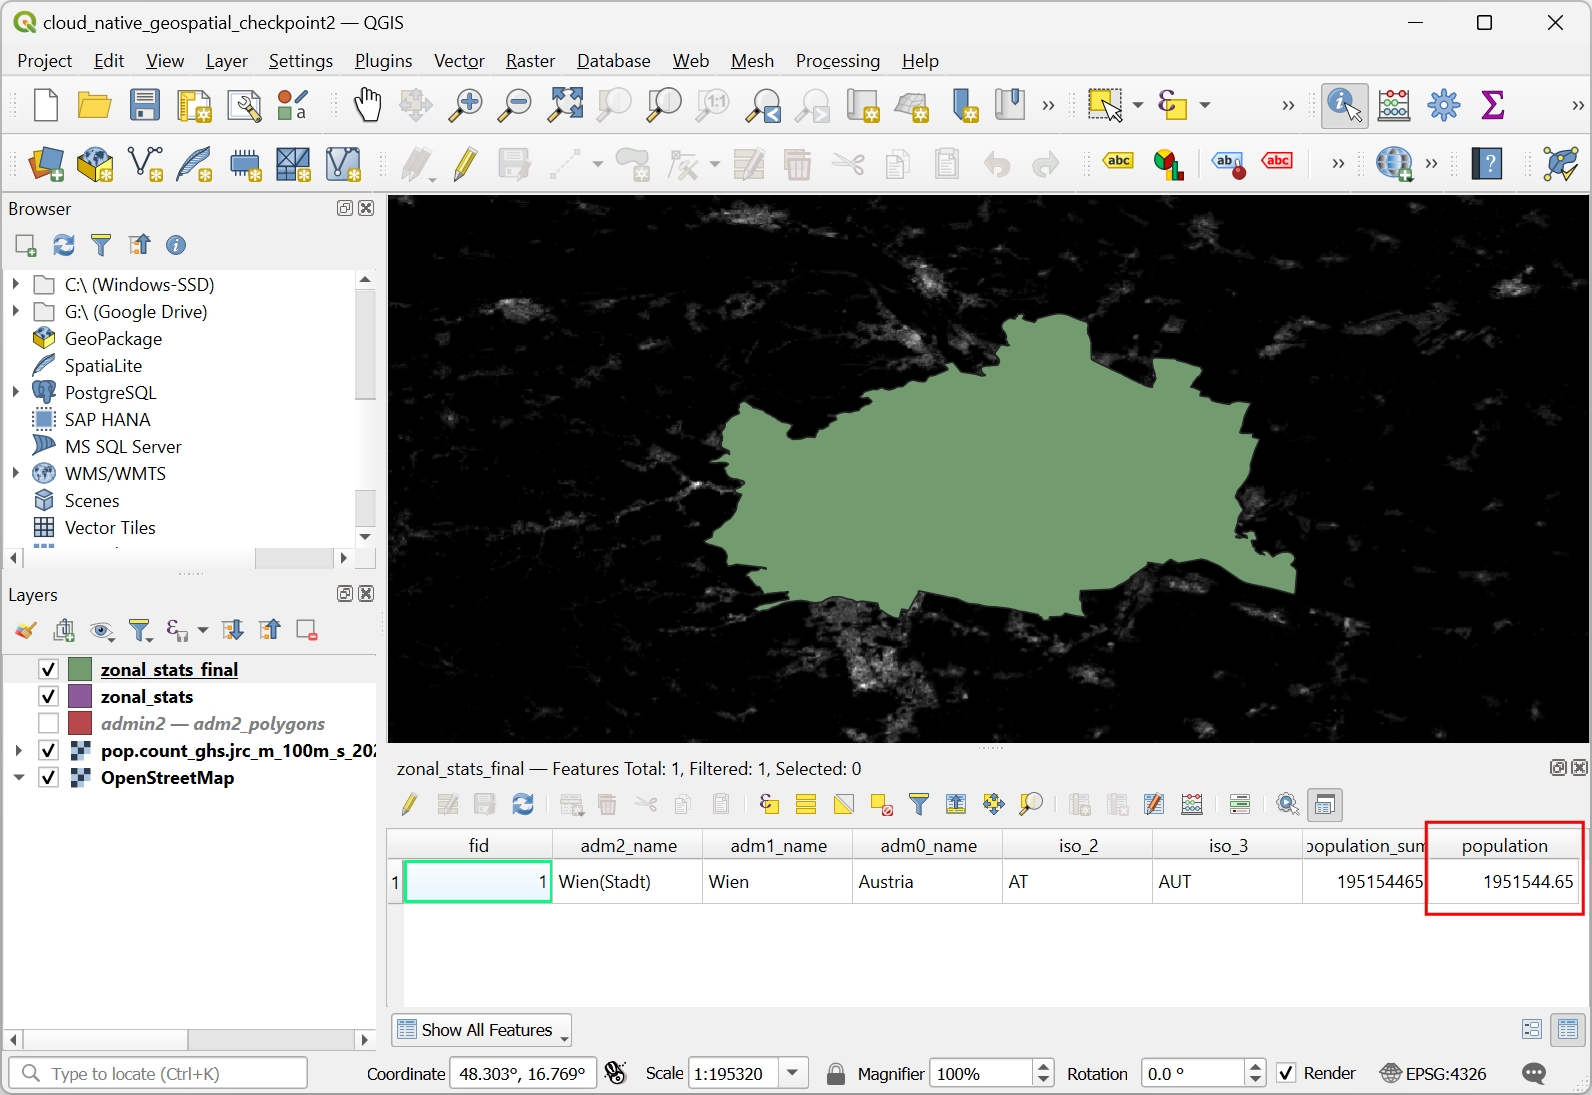 cloud_native_geospatial_checkpoint2 — QGIS
Project Edit View Layer Settings Plugins Vector Raster Database Web Mesh Processing Help
Browser
C:\ (Windows-SSD)
G:\ (Google Drive)
GeoPackage
SpatiaLite
PostgreSQL
SAP HANA
MS SQL Server
WMS/WMTS
Scenes
Vector Tiles
Layers
zonal_stats_final
zonal_stats
admin2 — adm2_polygons
pop.count_ghs.jrc_m_100m_s_202
OpenStreetMap
zonal_stats_final — Features Total: 1, Filtered: 1, Selected: 0
fid adm2_name adm1_name adm0_name iso_2 iso_3 population_sum population
1 1 Wien(Stadt) Wien Austria AT AUT 195154465 1951544.65
Show All Features
Type to locate (Ctrl+K) Coordinate 48.303°, 16.769° Scale 1:195320 Magnifier 100% Rotation 0.0 ° Render EPSG:4326